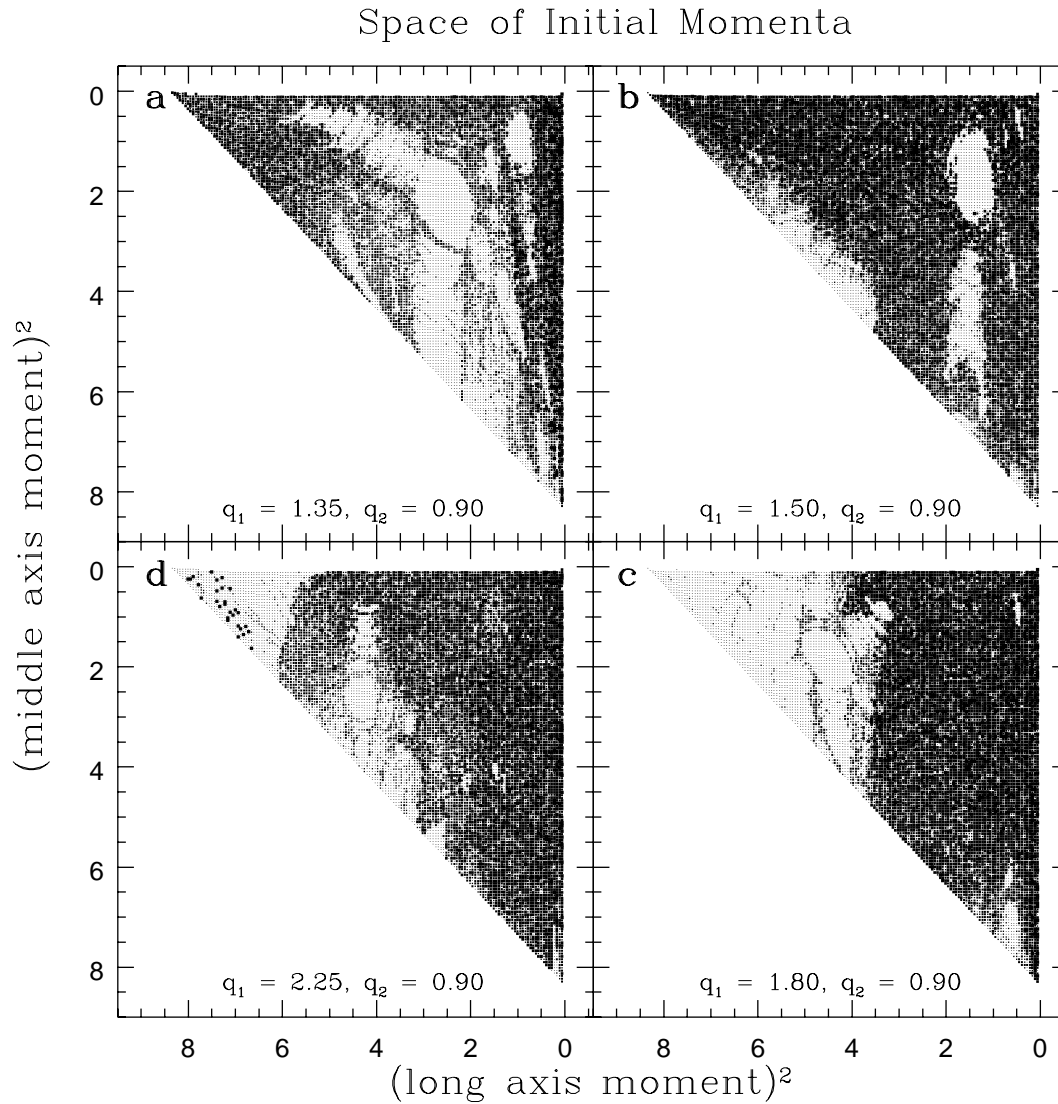 Space of Initial Momenta
(middle axis moment)²
0
2
4
6
8
a
q₁ = 1.35, q₂ = 0.90
b
q₁ = 1.50, q₂ = 0.90
0
2
4
6
8
d
q₁ = 2.25, q₂ = 0.90
c
q₁ = 1.80, q₂ = 0.90
8 6 4 2 0 8 6 4 2 0
(long axis moment)²